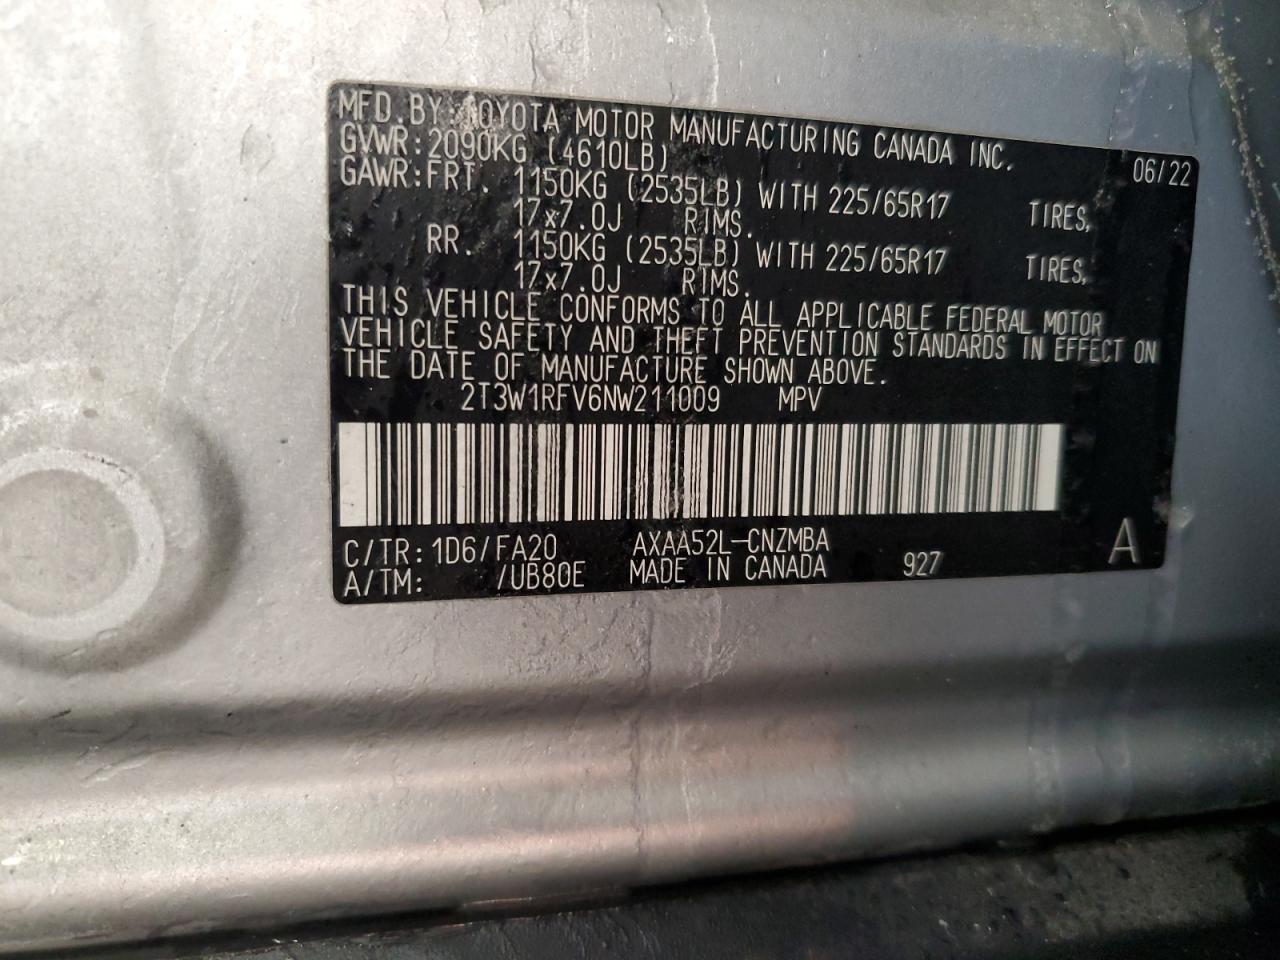 MFD.BY:TOYOTA MOTOR MANUFACTURING CANADA INC. 06/22
GVWR:2090KG (4610LB)
GAWR:FRT. 1150KG (2535LB) WITH 225/65R17 TIRES,
17x7.0J RIMS.
RR. 1150KG (2535LB) WITH 225/65R17 TIRES,
17x7.0J RIMS.
THIS VEHICLE CONFORMS TO ALL APPLICABLE FEDERAL MOTOR
VEHICLE SAFETY AND THEFT PREVENTION STANDARDS IN EFFECT ON
THE DATE OF MANUFACTURE SHOWN ABOVE.
2T3W1RFV6NW211009 MPV
C/TR:1D6/FA20 AXAA52L-CNZMBA
A/TM: /UB80E MADE IN CANADA 927 A